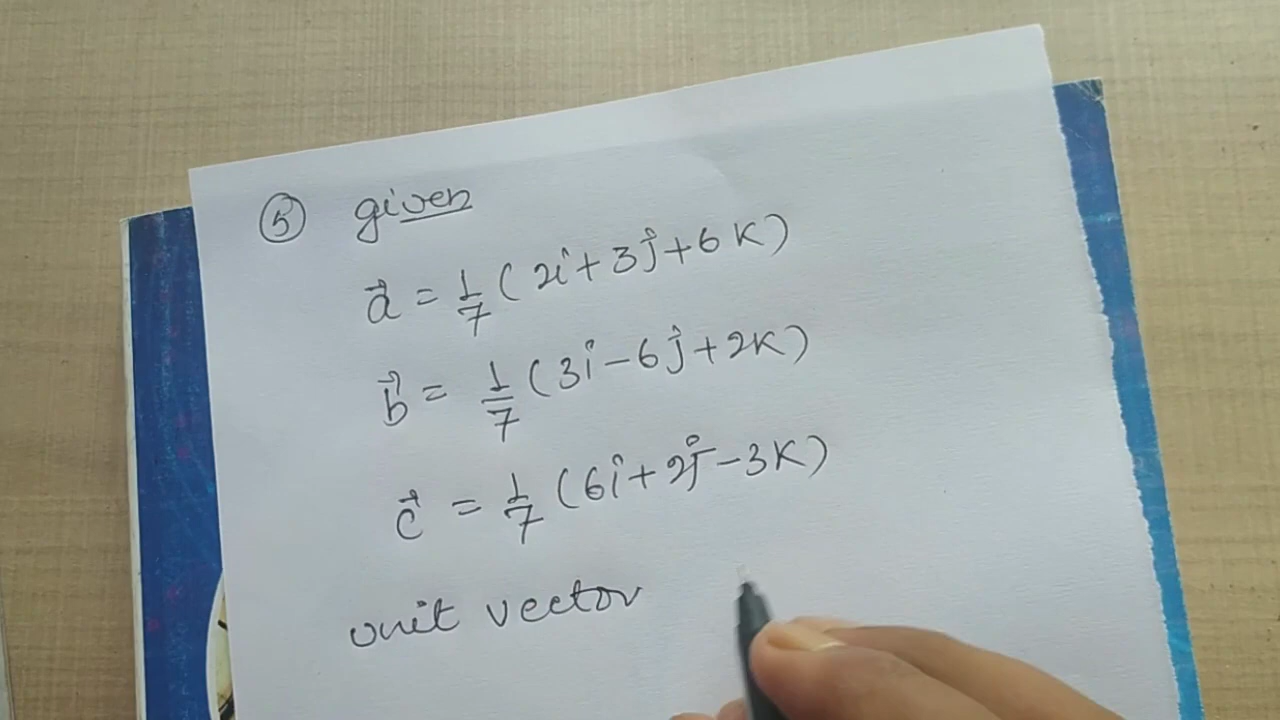 ⑤ given
a⃗ = 1/7 (2i + 3j + 6k)
b⃗ = 1/7 (3i - 6j + 2k)
c⃗ = 1/7 (6i + 2j - 3k)
unit vector